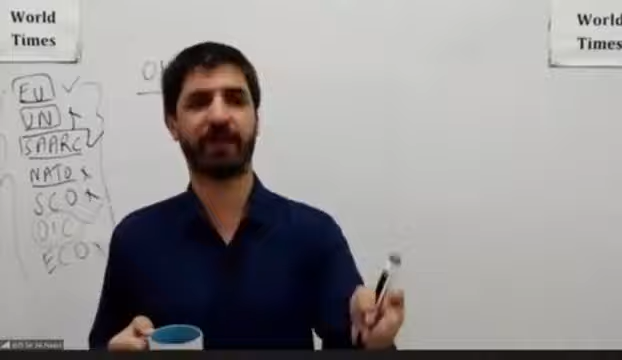 World
Times
World
Times
EU
UN
SAARC
NATO
SCO
OIC
ECO